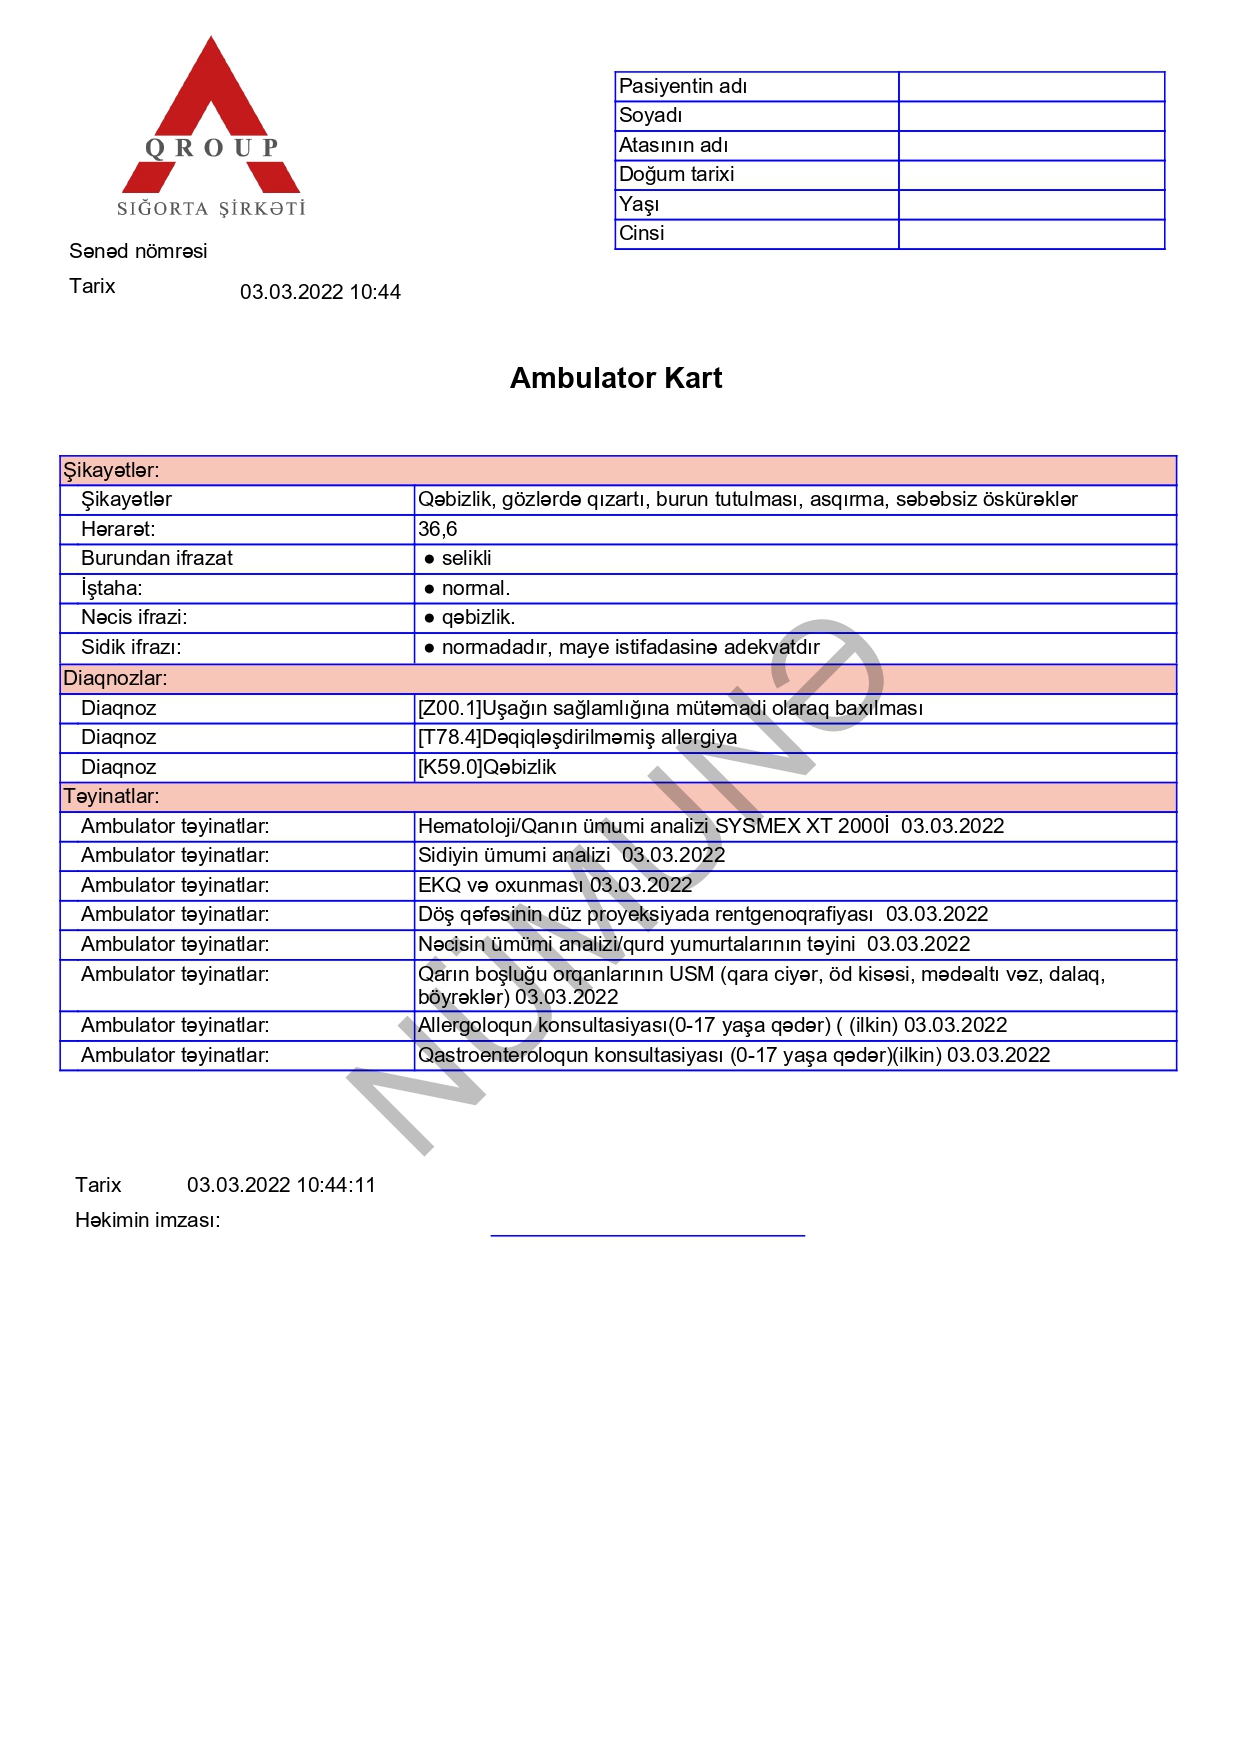 QROUP
SIĞORTA ŞİRKƏTİ
Pasiyentin adı
Soyadı
Atasının adı
Doğum tarixi
Yaşı
Cinsi
Sənəd nömrəsi
Tarix 03.03.2022 10:44
Ambulator Kart
Şikayətlər:
Şikayətlər Qəbizlik, gözlərdə qızartı, burun tutulması, asqırma, səbəbsiz öskürəklər
Hərarət: 36,6
Burundan ifrazat ● selikli
İştaha: ● normal.
Nəcis ifrazi: ● qəbizlik.
Sidik ifrazı: ● normadadır, maye istifadasinə adekvatdır
Diaqnozlar:
Diaqnoz [Z00.1]Uşağın sağlamlığına mütəmadi olaraq baxılması
Diaqnoz [T78.4]Dəqiqləşdirilməmiş allergiya
Diaqnoz [K59.0]Qəbizlik
Təyinatlar:
Ambulator təyinatlar: Hematoloji/Qanın ümumi analizi SYSMEX XT 2000İ 03.03.2022
Ambulator təyinatlar: Sidiyin ümumi analizi 03.03.2022
Ambulator təyinatlar: EKQ və oxunması 03.03.2022
Ambulator təyinatlar: Döş qəfəsinin düz proyeksiyada rentgenoqrafiyası 03.03.2022
Ambulator təyinatlar: Nəcisin ümümi analizi/qurd yumurtalarının təyini 03.03.2022
Ambulator təyinatlar: Qarın boşluğu orqanlarının USM (qara ciyər, öd kisəsi, mədəaltı vəz, dalaq,
böyrəklər) 03.03.2022
Ambulator təyinatlar: Allergoloqun konsultasiyası(0-17 yaşa qədər) ( (ilkin) 03.03.2022
Ambulator təyinatlar: Qastroenteroloqun konsultasiyası (0-17 yaşa qədər)(ilkin) 03.03.2022
NÜMUNƏ
Tarix 03.03.2022 10:44:11
Həkimin imzası: